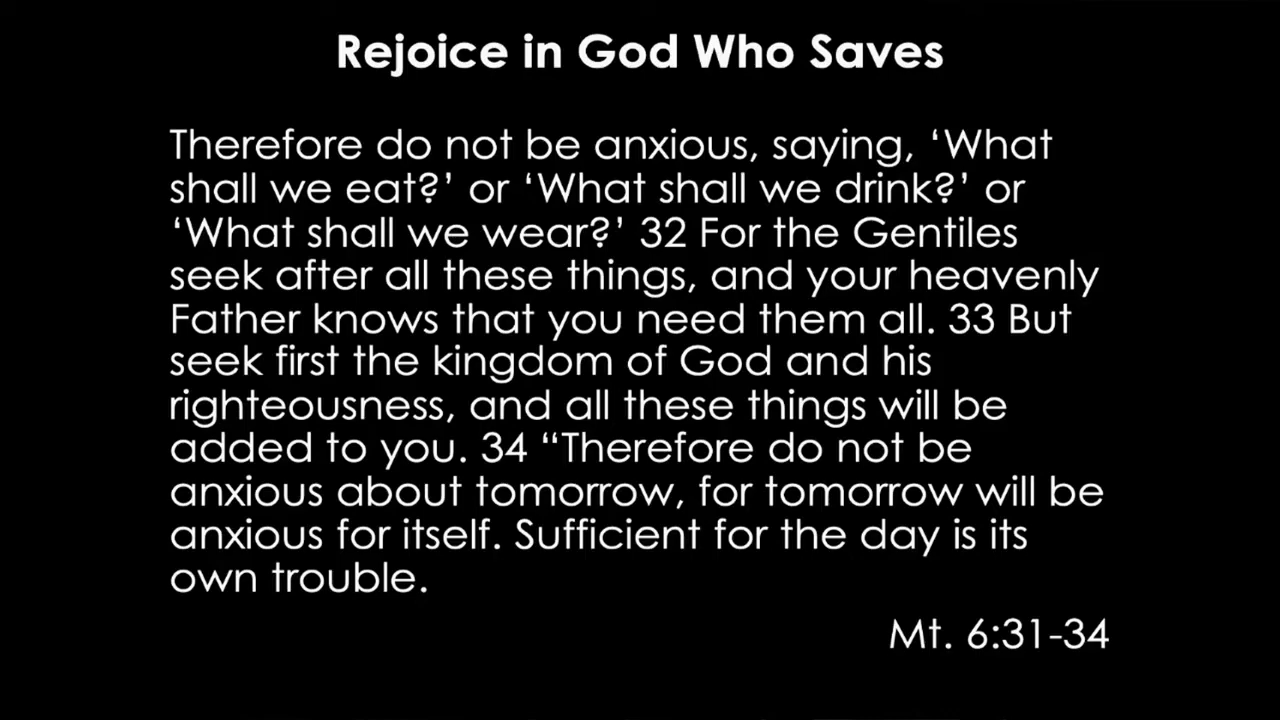 Rejoice in God Who Saves
Therefore do not be anxious, saying, ‘What
shall we eat?’ or ‘What shall we drink?’ or
‘What shall we wear?’ 32 For the Gentiles
seek after all these things, and your heavenly
Father knows that you need them all. 33 But
seek first the kingdom of God and his
righteousness, and all these things will be
added to you. 34 “Therefore do not be
anxious about tomorrow, for tomorrow will be
anxious for itself. Sufficient for the day is its
own trouble.
Mt. 6:31-34